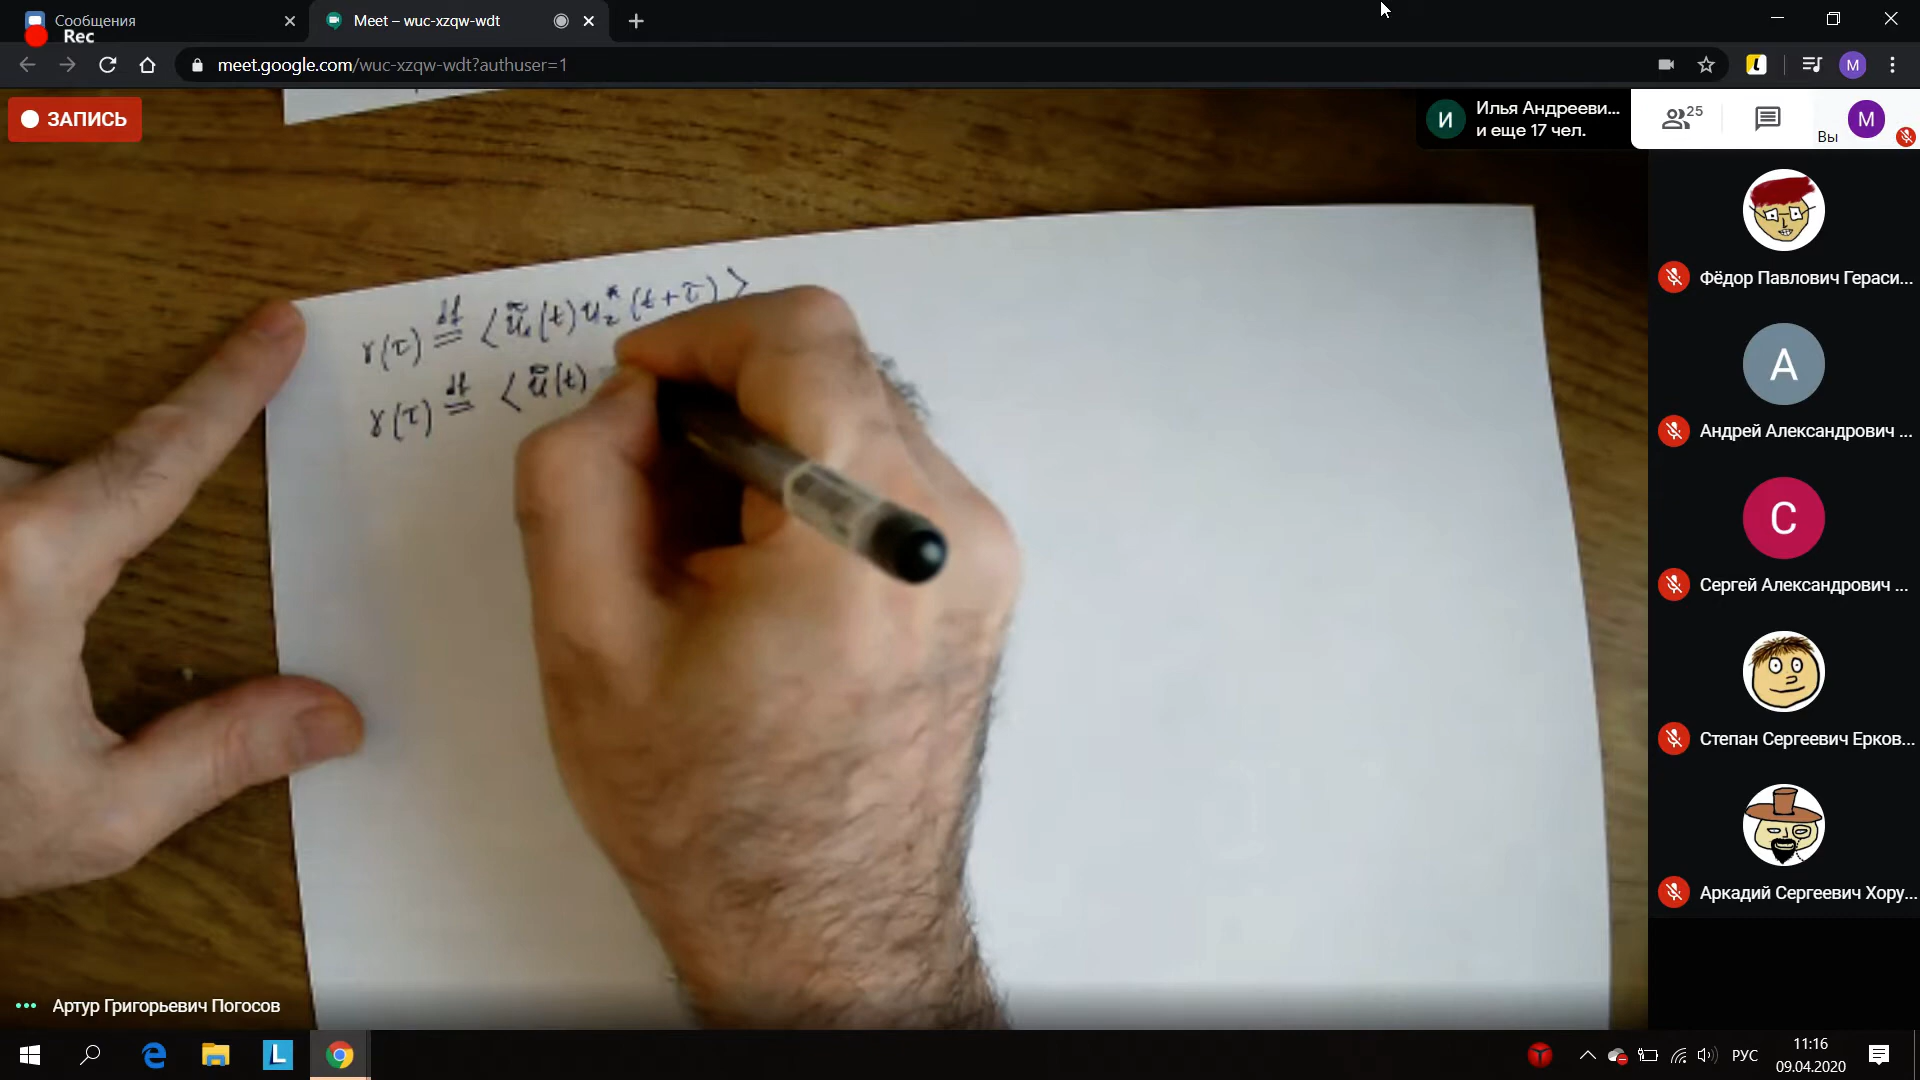 Сообщения
Meet – wuc-xzqw-wdt
Rec
meet.google.com/wuc-xzqw-wdt?authuser=1
L
M
ЗАПИСЬ
И
Илья Андрееви...
и еще 17 чел.
25
M
Вы
Фёдор Павлович Гераси...
A
Андрей Александрович ...
C
Сергей Александрович ...
Степан Сергеевич Ерков...
Аркадий Сергеевич Хору...
γ(τ) df= <ũ₁(t)u₂*(t+τ)>
γ(τ) df= <ũ(t)
Артур Григорьевич Погосов
L
РУС
11:16
09.04.2020